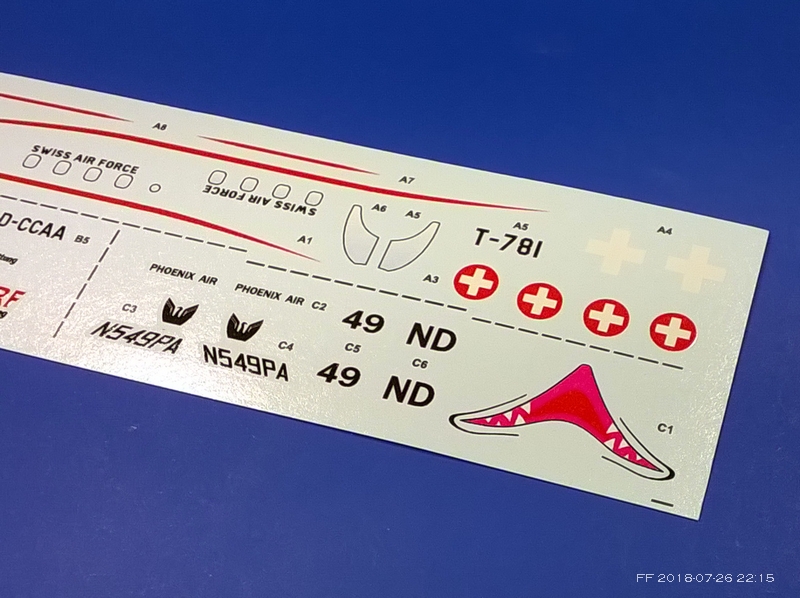 A8
A7
SWISS AIR FORCE
SWISS AIR FORCE
A6
A5
A5
A4
T-781
A1
A3
D-CCAA
B5
PHOENIX AIR
PHOENIX AIR
C2
C3
49
ND
N549PA
C4
C5
C6
N549PA
49
ND
C1
FF 2018-07-26 22:15